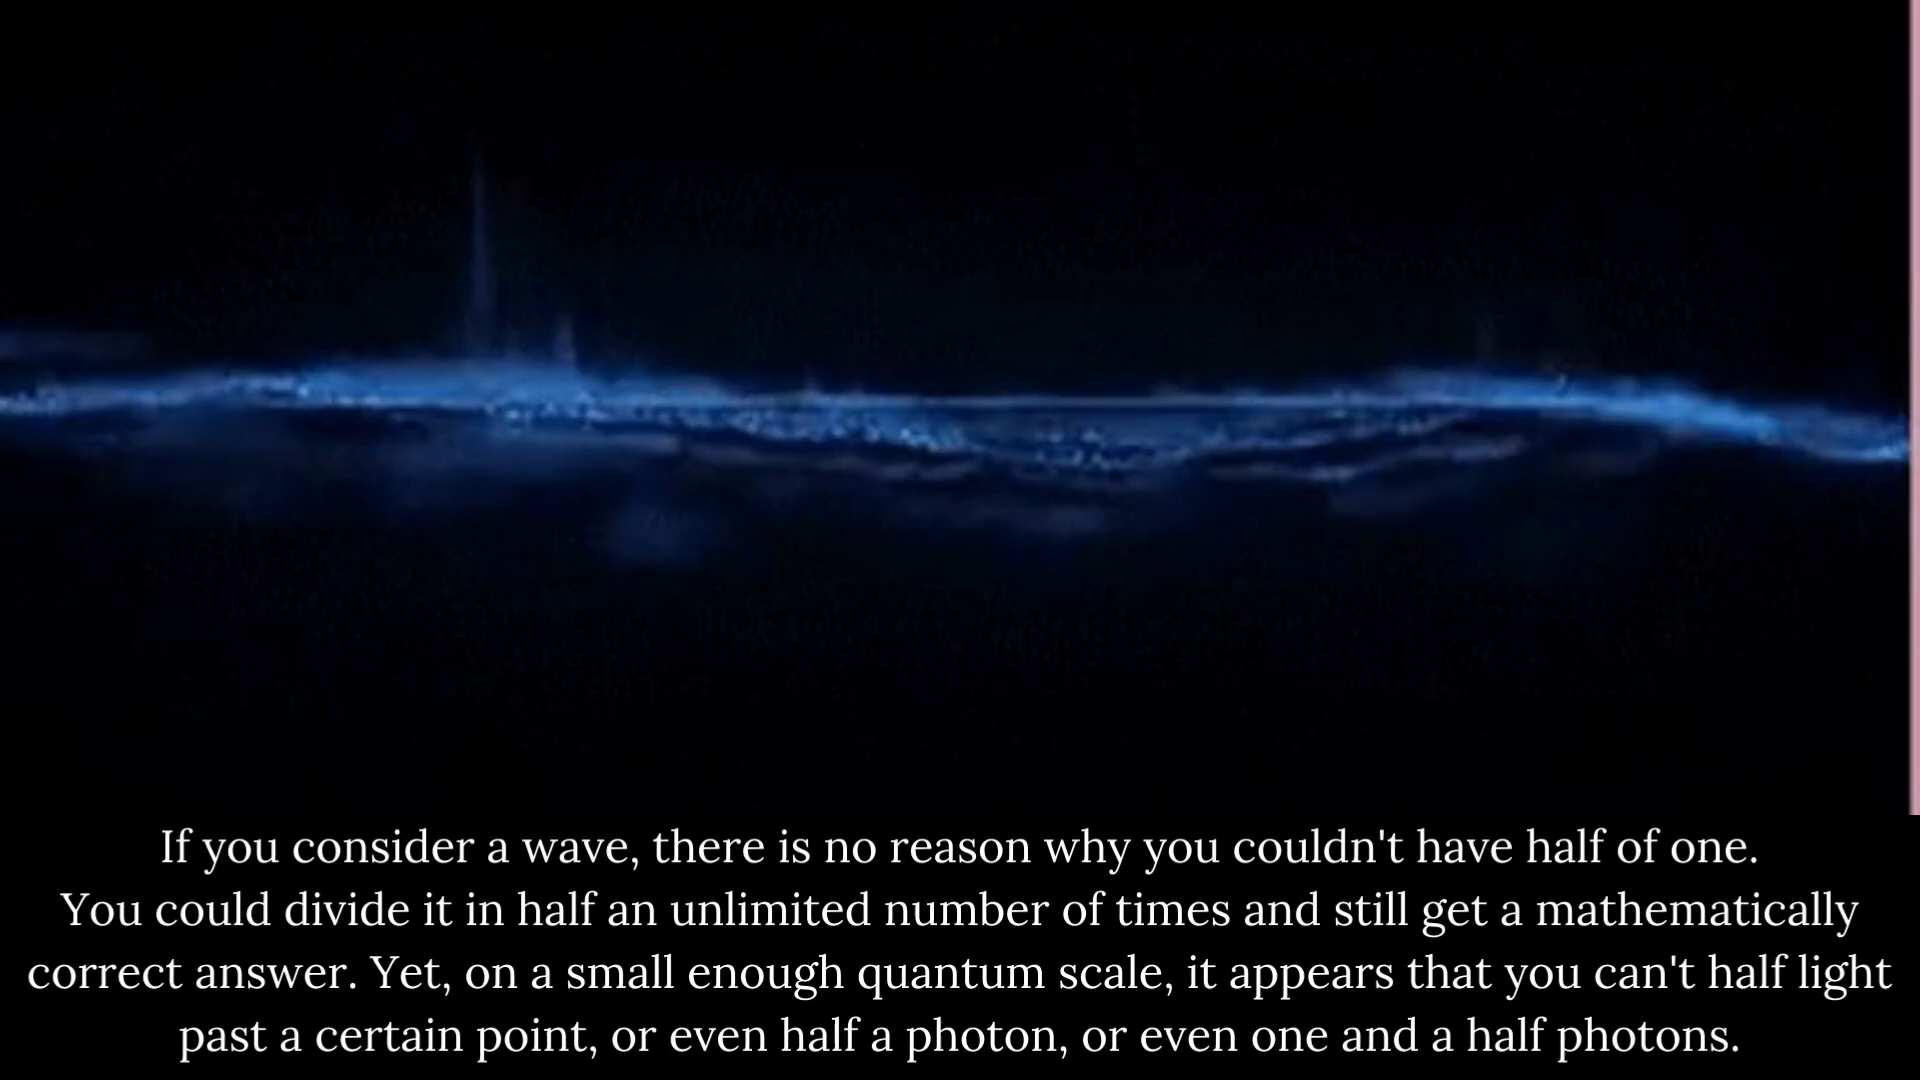 If you consider a wave, there is no reason why you couldn't have half of one.
You could divide it in half an unlimited number of times and still get a mathematically
correct answer. Yet, on a small enough quantum scale, it appears that you can't half light
past a certain point, or even half a photon, or even one and a half photons.